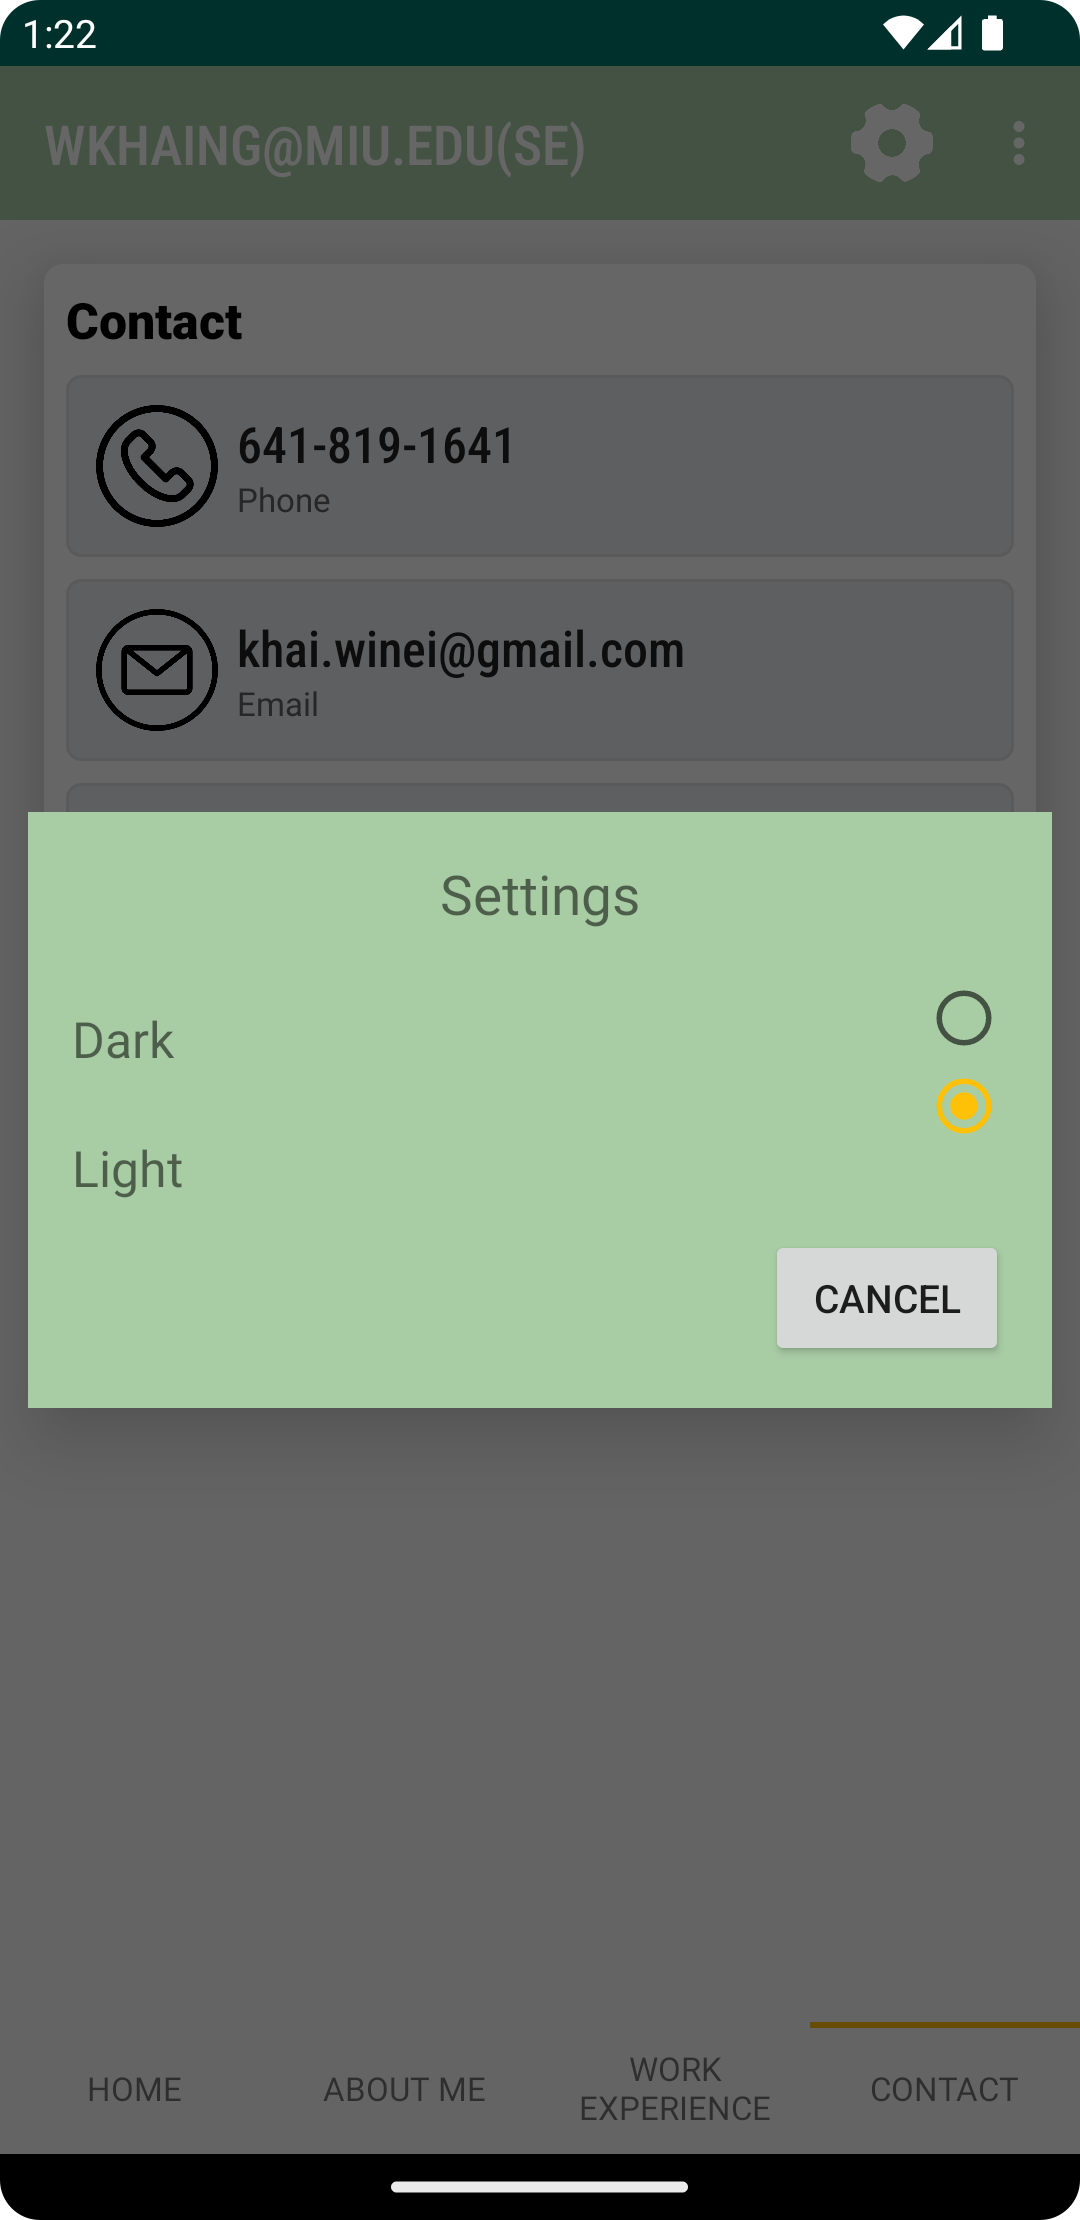 1:22
WKHAING@MIU.EDU(SE)
Contact
641-819-1641
Phone
khai.winei@gmail.com
Email
Settings
Dark
Light
CANCEL
HOME
ABOUT ME
WORK
EXPERIENCE
CONTACT